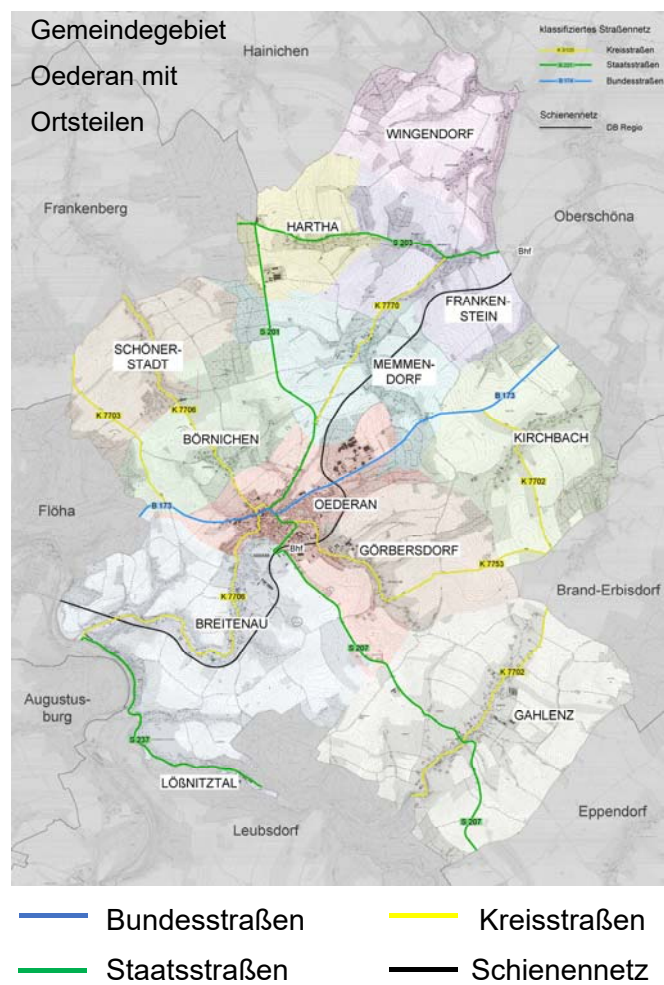 Gemeindegebiet
Oederan mit
Ortsteilen
Hainichen
klassifiziertes Straßennetz
Kreisstraßen
Staatsstraßen
B 173 Bundesstraßen
Schienennetz
DB Regio
WINGENDORF
Frankenberg
HARTHA
Oberschöna
S 203
Bhf
K 7770
FRANKEN-
STEIN
S 201
SCHÖNER-
STADT
MEMMEN-
DORF
B 173
K 7703
K 7706
BÖRNICHEN
KIRCHBACH
K 7702
OEDERAN
Flöha
B 173
GÖRBERSDORF
Bhf
K 7753
Brand-Erbisdorf
K 7706
BREITENAU
S 207
K 7702
Augustus-
burg
GAHLENZ
S 237
LÖßNITZTAL
Eppendorf
S 207
Leubsdorf
Bundesstraßen
Kreisstraßen
Staatsstraßen
Schienennetz